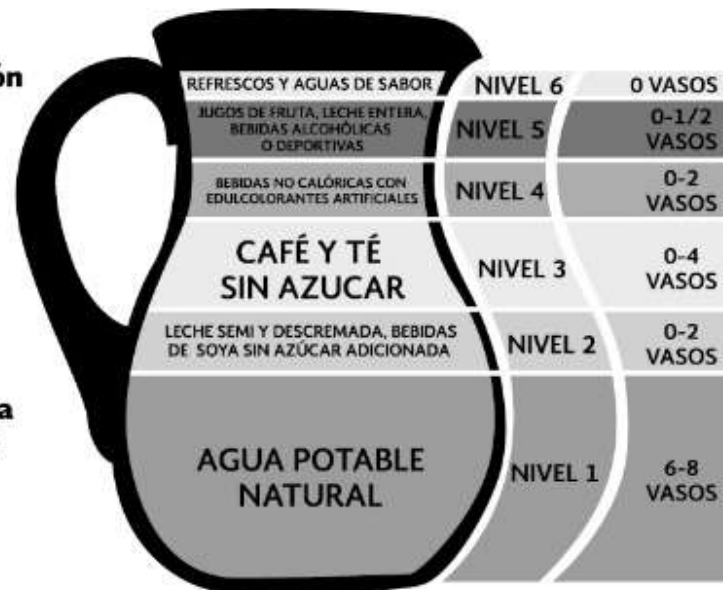 ón
REFRESCOS Y AGUAS DE SABOR NIVEL 6 0 VASOS
JUGOS DE FRUTA, LECHE ENTERA,
BEBIDAS ALCOHÓLICAS
O DEPORTIVAS
NIVEL 5
0-1/2
VASOS
BEBIDAS NO CALÓRICAS CON
EDULCOLORANTES ARTIFICIALES
NIVEL 4
0-2
VASOS
CAFÉ Y TÉ
SIN AZUCAR
NIVEL 3
0-4
VASOS
LECHE SEMI Y DESCREMADA, BEBIDAS
DE SOYA SIN AZÚCAR ADICIONADA
NIVEL 2
0-2
VASOS
a
AGUA POTABLE
NATURAL
NIVEL 1
6-8
VASOS